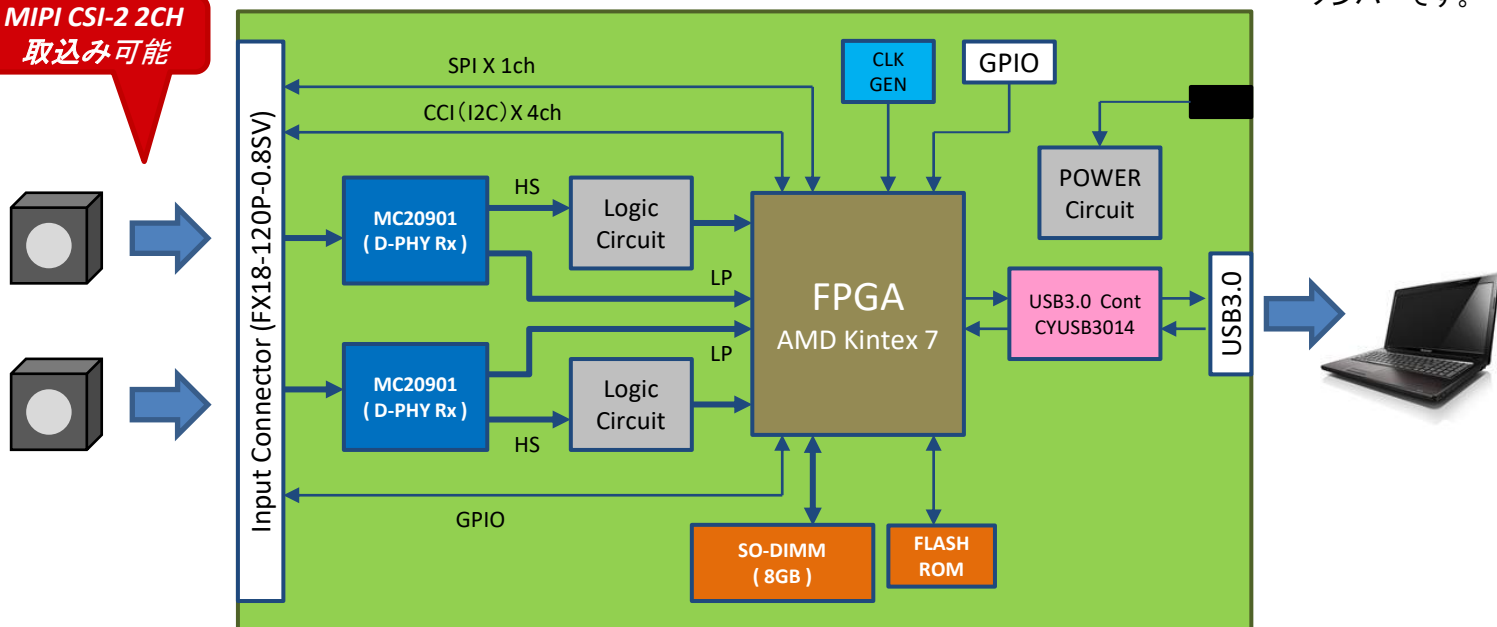 MIPI CSI-2 2CH
取込み可能
Input Connector (FX18-120P-0.8SV)
SPI X 1ch
CCI（I2C）X 4ch
CLK
GEN
GPIO
POWER
Circuit
MC20901
( D-PHY Rx )
HS
Logic
Circuit
LP
FPGA
AMD Kintex 7
USB3.0 Cont
CYUSB3014
USB3.0
MC20901
( D-PHY Rx )
LP
Logic
Circuit
HS
GPIO
SO-DIMM
( 8GB )
FLASH
ROM